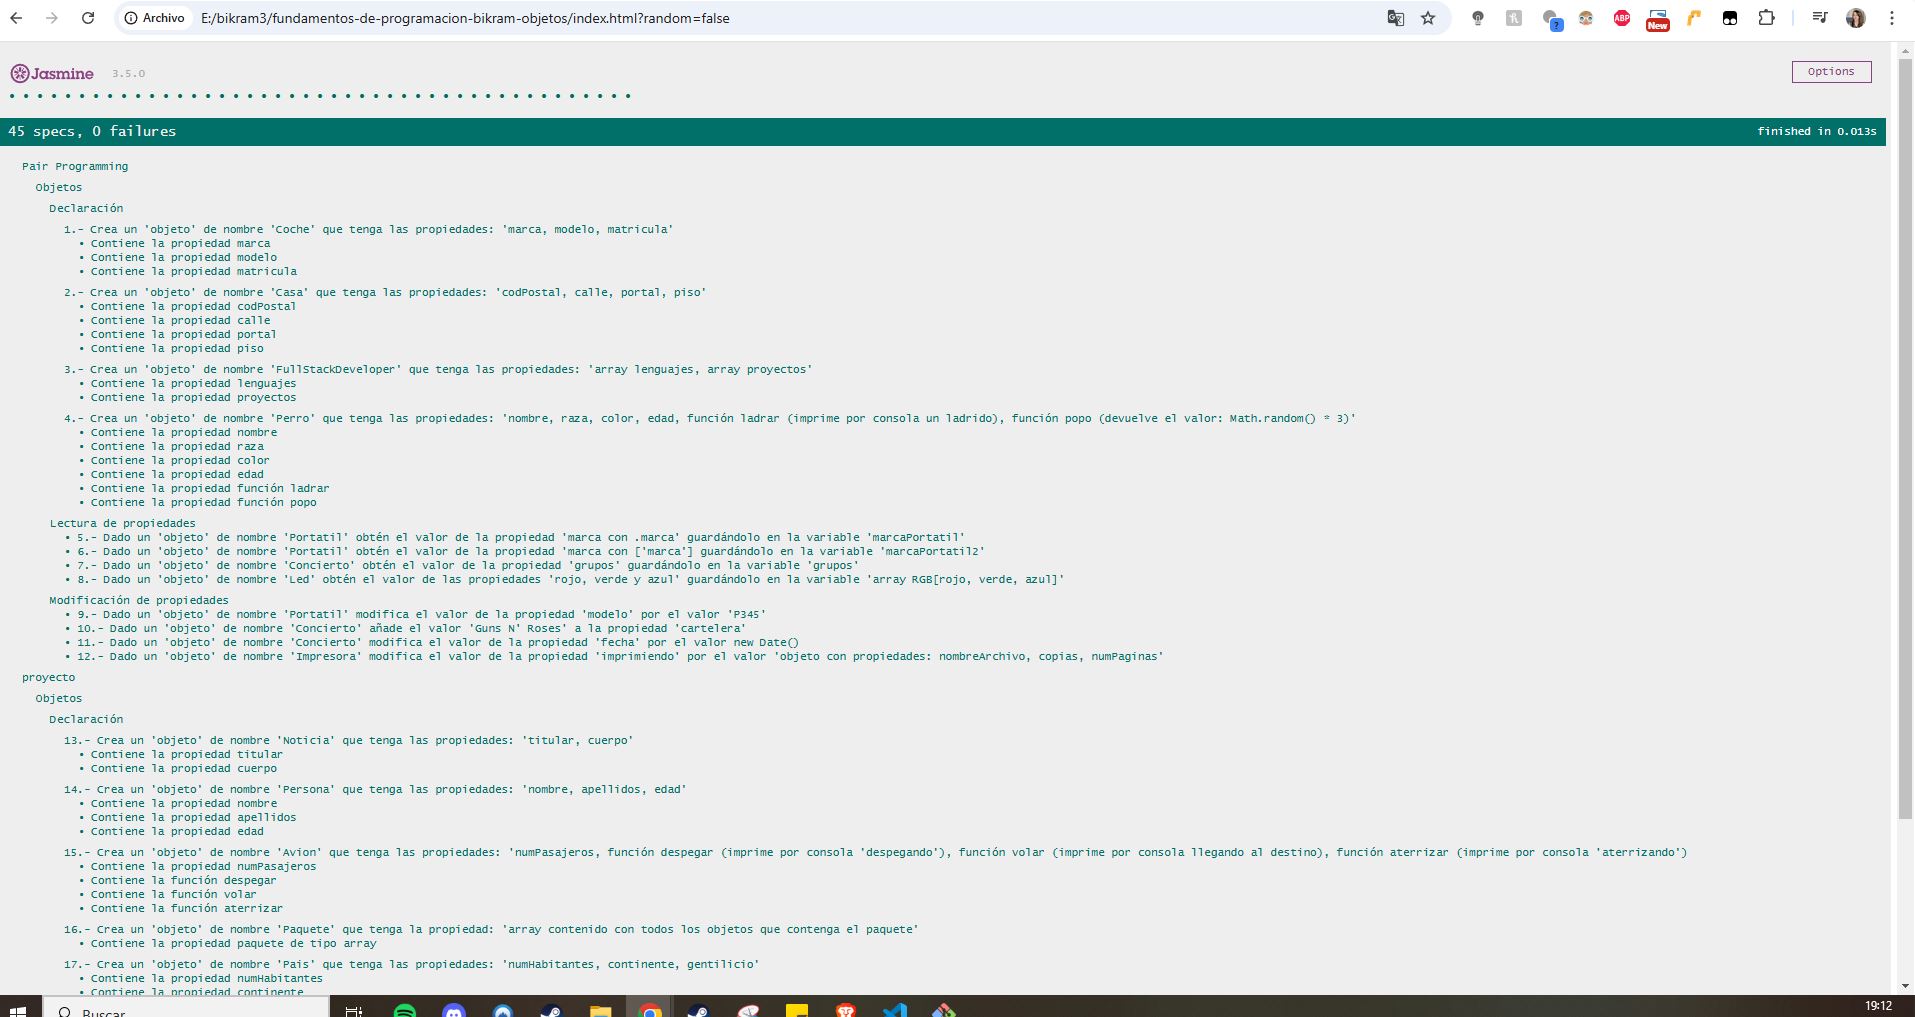 Archivo E:/bikram3/fundamentos-de-programacion-bikram-objetos/index.html?random=false
ABP
?
New
Jasmine 3.5.0
Options
45 specs, 0 failures
finished in 0.013s
Pair Programming
Objetos
Declaración
1.- Crea un 'objeto' de nombre 'Coche' que tenga las propiedades: 'marca, modelo, matricula'
• Contiene la propiedad marca
• Contiene la propiedad modelo
• Contiene la propiedad matricula
2.- Crea un 'objeto' de nombre 'Casa' que tenga las propiedades: 'codPostal, calle, portal, piso'
• Contiene la propiedad codPostal
• Contiene la propiedad calle
• Contiene la propiedad portal
• Contiene la propiedad piso
3.- Crea un 'objeto' de nombre 'FullStackDeveloper' que tenga las propiedades: 'array lenguajes, array proyectos'
• Contiene la propiedad lenguajes
• Contiene la propiedad proyectos
4.- Crea un 'objeto' de nombre 'Perro' que tenga las propiedades: 'nombre, raza, color, edad, función ladrar (imprime por consola un ladrido), función popo (devuelve el valor: Math.random() * 3)'
• Contiene la propiedad nombre
• Contiene la propiedad raza
• Contiene la propiedad color
• Contiene la propiedad edad
• Contiene la propiedad función ladrar
• Contiene la propiedad función popo
Lectura de propiedades
• 5.- Dado un 'objeto' de nombre 'Portatil' obtén el valor de la propiedad 'marca con .marca' guardándolo en la variable 'marcaPortatil'
• 6.- Dado un 'objeto' de nombre 'Portatil' obtén el valor de la propiedad 'marca con ['marca'] guardándolo en la variable 'marcaPortatil2'
• 7.- Dado un 'objeto' de nombre 'Concierto' obtén el valor de la propiedad 'grupos' guardándolo en la variable 'grupos'
• 8.- Dado un 'objeto' de nombre 'Led' obtén el valor de las propiedades 'rojo, verde y azul' guardándolo en la variable 'array RGB[rojo, verde, azul]'
Modificación de propiedades
• 9.- Dado un 'objeto' de nombre 'Portatil' modifica el valor de la propiedad 'modelo' por el valor 'P345'
• 10.- Dado un 'objeto' de nombre 'Concierto' añade el valor 'Guns N' Roses' a la propiedad 'cartelera'
• 11.- Dado un 'objeto' de nombre 'Concierto' modifica el valor de la propiedad 'fecha' por el valor new Date()
• 12.- Dado un 'objeto' de nombre 'Impresora' modifica el valor de la propiedad 'imprimiendo' por el valor 'objeto con propiedades: nombreArchivo, copias, numPaginas'
proyecto
Objetos
Declaración
13.- Crea un 'objeto' de nombre 'Noticia' que tenga las propiedades: 'titular, cuerpo'
• Contiene la propiedad titular
• Contiene la propiedad cuerpo
14.- Crea un 'objeto' de nombre 'Persona' que tenga las propiedades: 'nombre, apellidos, edad'
• Contiene la propiedad nombre
• Contiene la propiedad apellidos
• Contiene la propiedad edad
15.- Crea un 'objeto' de nombre 'Avion' que tenga las propiedades: 'numPasajeros, función despegar (imprime por consola 'despegando'), función volar (imprime por consola llegando al destino), función aterrizar (imprime por consola 'aterrizando')
• Contiene la propiedad numPasajeros
• Contiene la función despegar
• Contiene la función volar
• Contiene la función aterrizar
16.- Crea un 'objeto' de nombre 'Paquete' que tenga la propiedad: 'array contenido con todos los objetos que contenga el paquete'
• Contiene la propiedad paquete de tipo array
17.- Crea un 'objeto' de nombre 'Pais' que tenga las propiedades: 'numHabitantes, continente, gentilicio'
• Contiene la propiedad numHabitantes
• Contiene la propiedad continente
Buscar
19:12